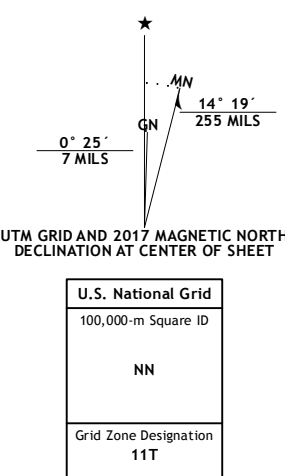 ★
MN
GN
14° 19´
255 MILS
0° 25´
7 MILS
UTM GRID AND 2017 MAGNETIC NORTH
DECLINATION AT CENTER OF SHEET
U.S. National Grid
100,000-m Square ID
NN
Grid Zone Designation
11T